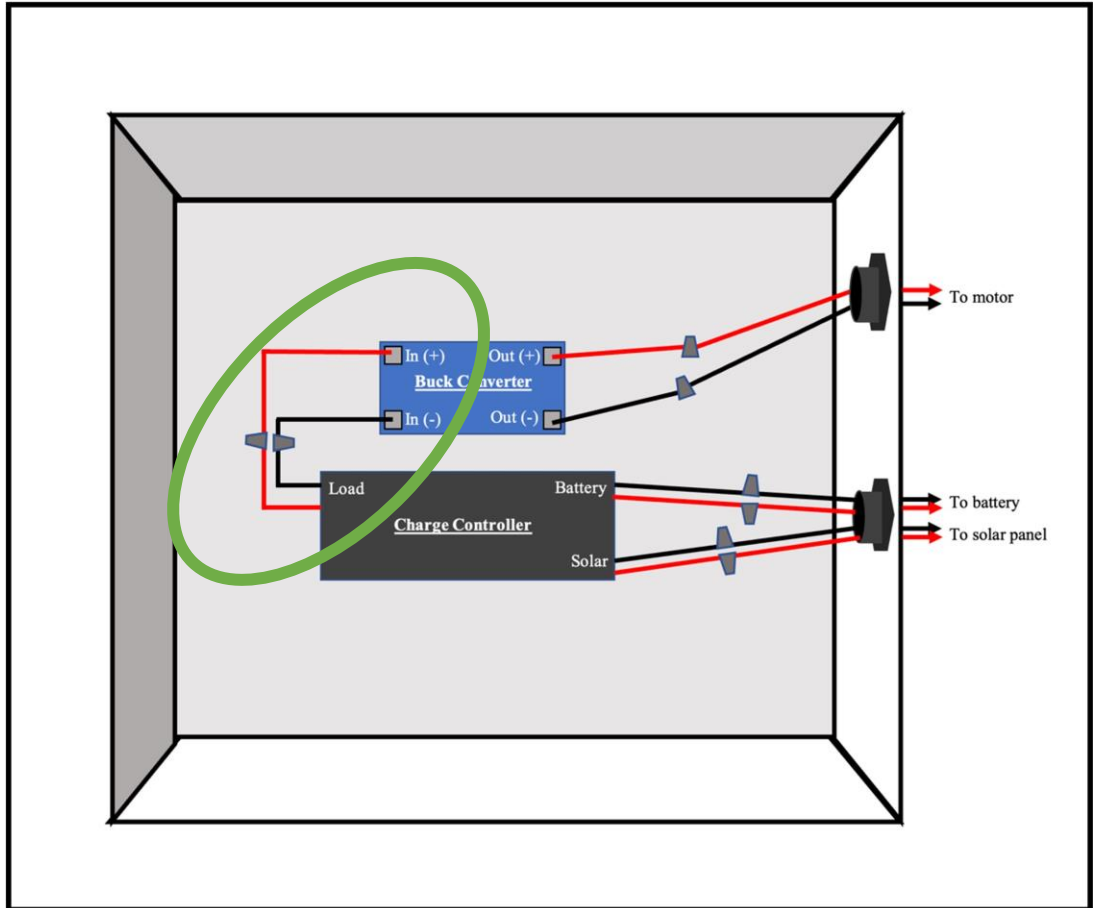 To motor
In (+) Out (+)
Buck Converter
In (-) Out (-)
Load Battery
Charge Controller
Solar
To battery
To solar panel